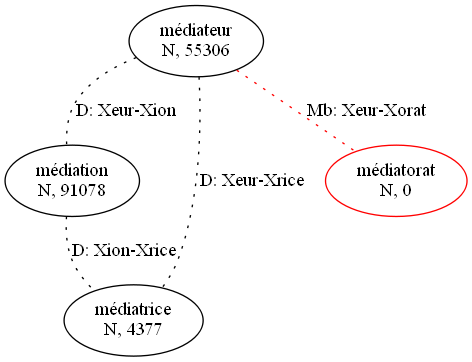 médiateur
N, 55306
D: Xeur-Xion
Mb: Xeur-Xorat
médiation
N, 91078
D: Xeur-Xrice
médiatorat
N, 0
D: Xion-Xrice
médiatrice
N, 4377